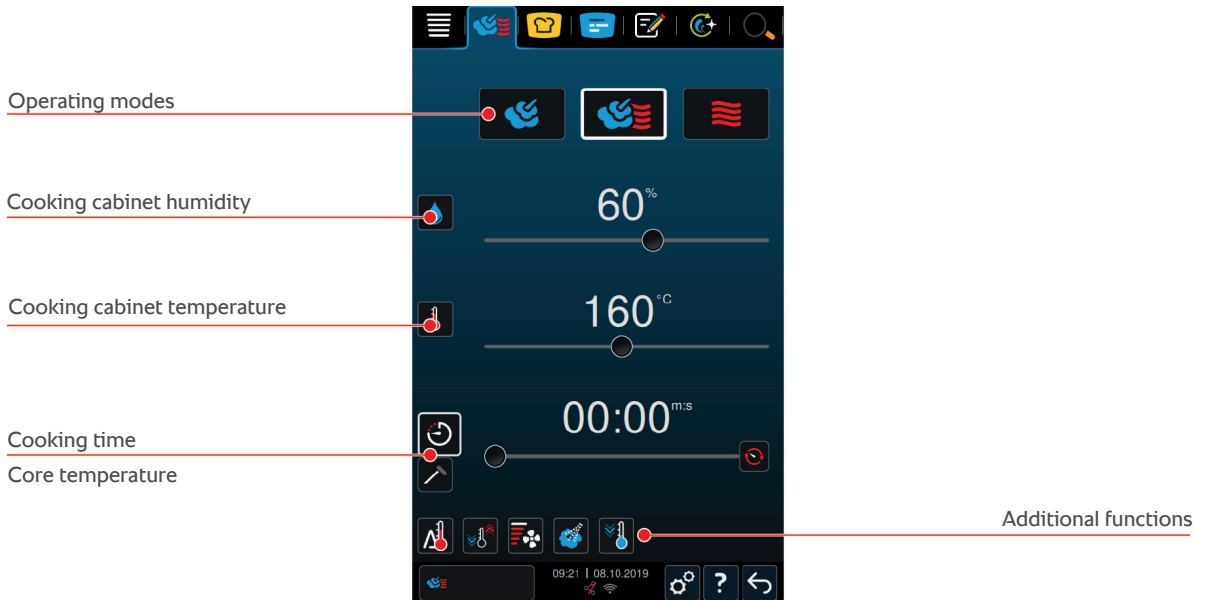 Operating modes
Cooking cabinet humidity
60%
Cooking cabinet temperature
160°C
00:00 m:s
Cooking time
Core temperature
Additional functions
09:21 | 08.10.2019
?